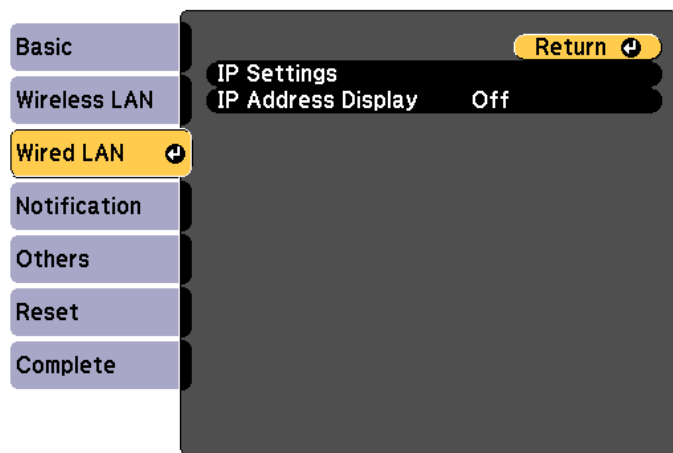 Basic
Wireless LAN
Wired LAN
Notification
Others
Reset
Complete
Return
IP Settings
IP Address Display Off